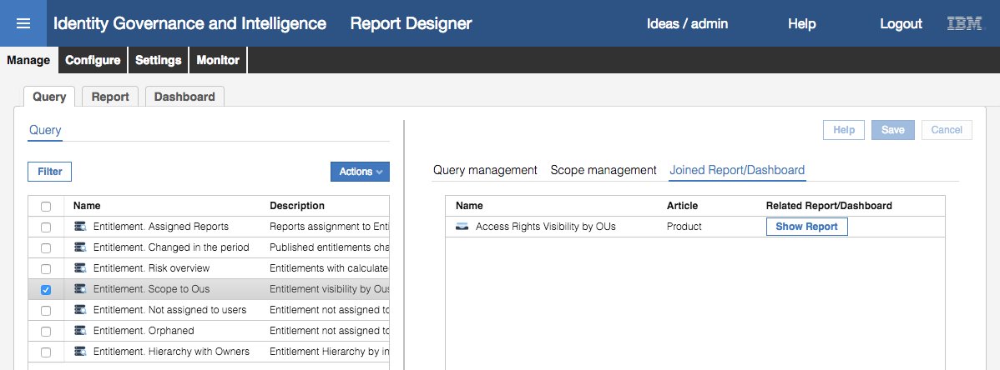 Identity Governance and Intelligence Report Designer Ideas / admin Help Logout IBM
Manage Configure Settings Monitor
Query Report Dashboard
Query
Help Save Cancel
Filter Actions
Query management Scope management Joined Report/Dashboard
Name Description
Entitlement. Assigned Reports Reports assignment to Enti
Entitlement. Changed in the period Published entitlements cha
Entitlement. Risk overview Entitlements with calculate
Entitlement. Scope to Ous Entitlement visibility by Ous
Entitlement. Not assigned to users Entitlement not assigned to
Entitlement. Orphaned Entitlement not assigned to
Entitlement. Hierarchy with Owners Entitlement Hierarchy by in
Name Article Related Report/Dashboard
Access Rights Visibility by OUs Product Show Report